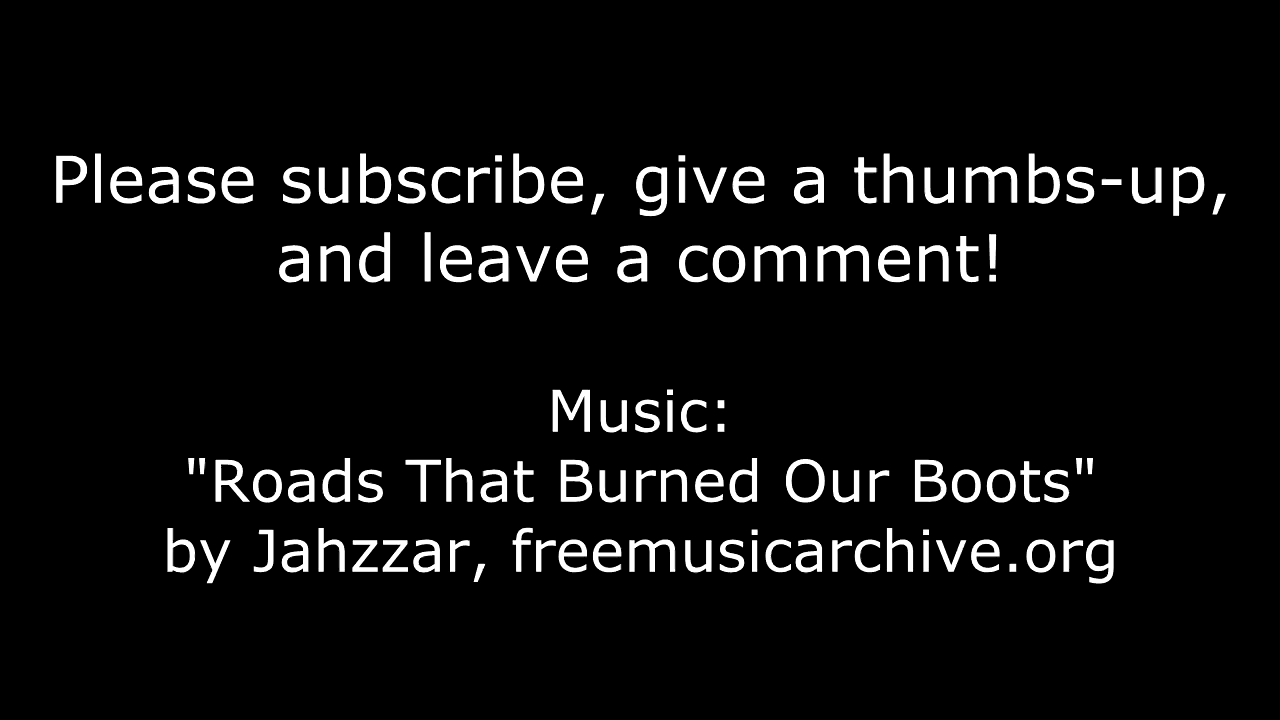 Please subscribe, give a thumbs-up,
and leave a comment!
Music:
"Roads That Burned Our Boots"
by Jahzzar, freemusicarchive.org